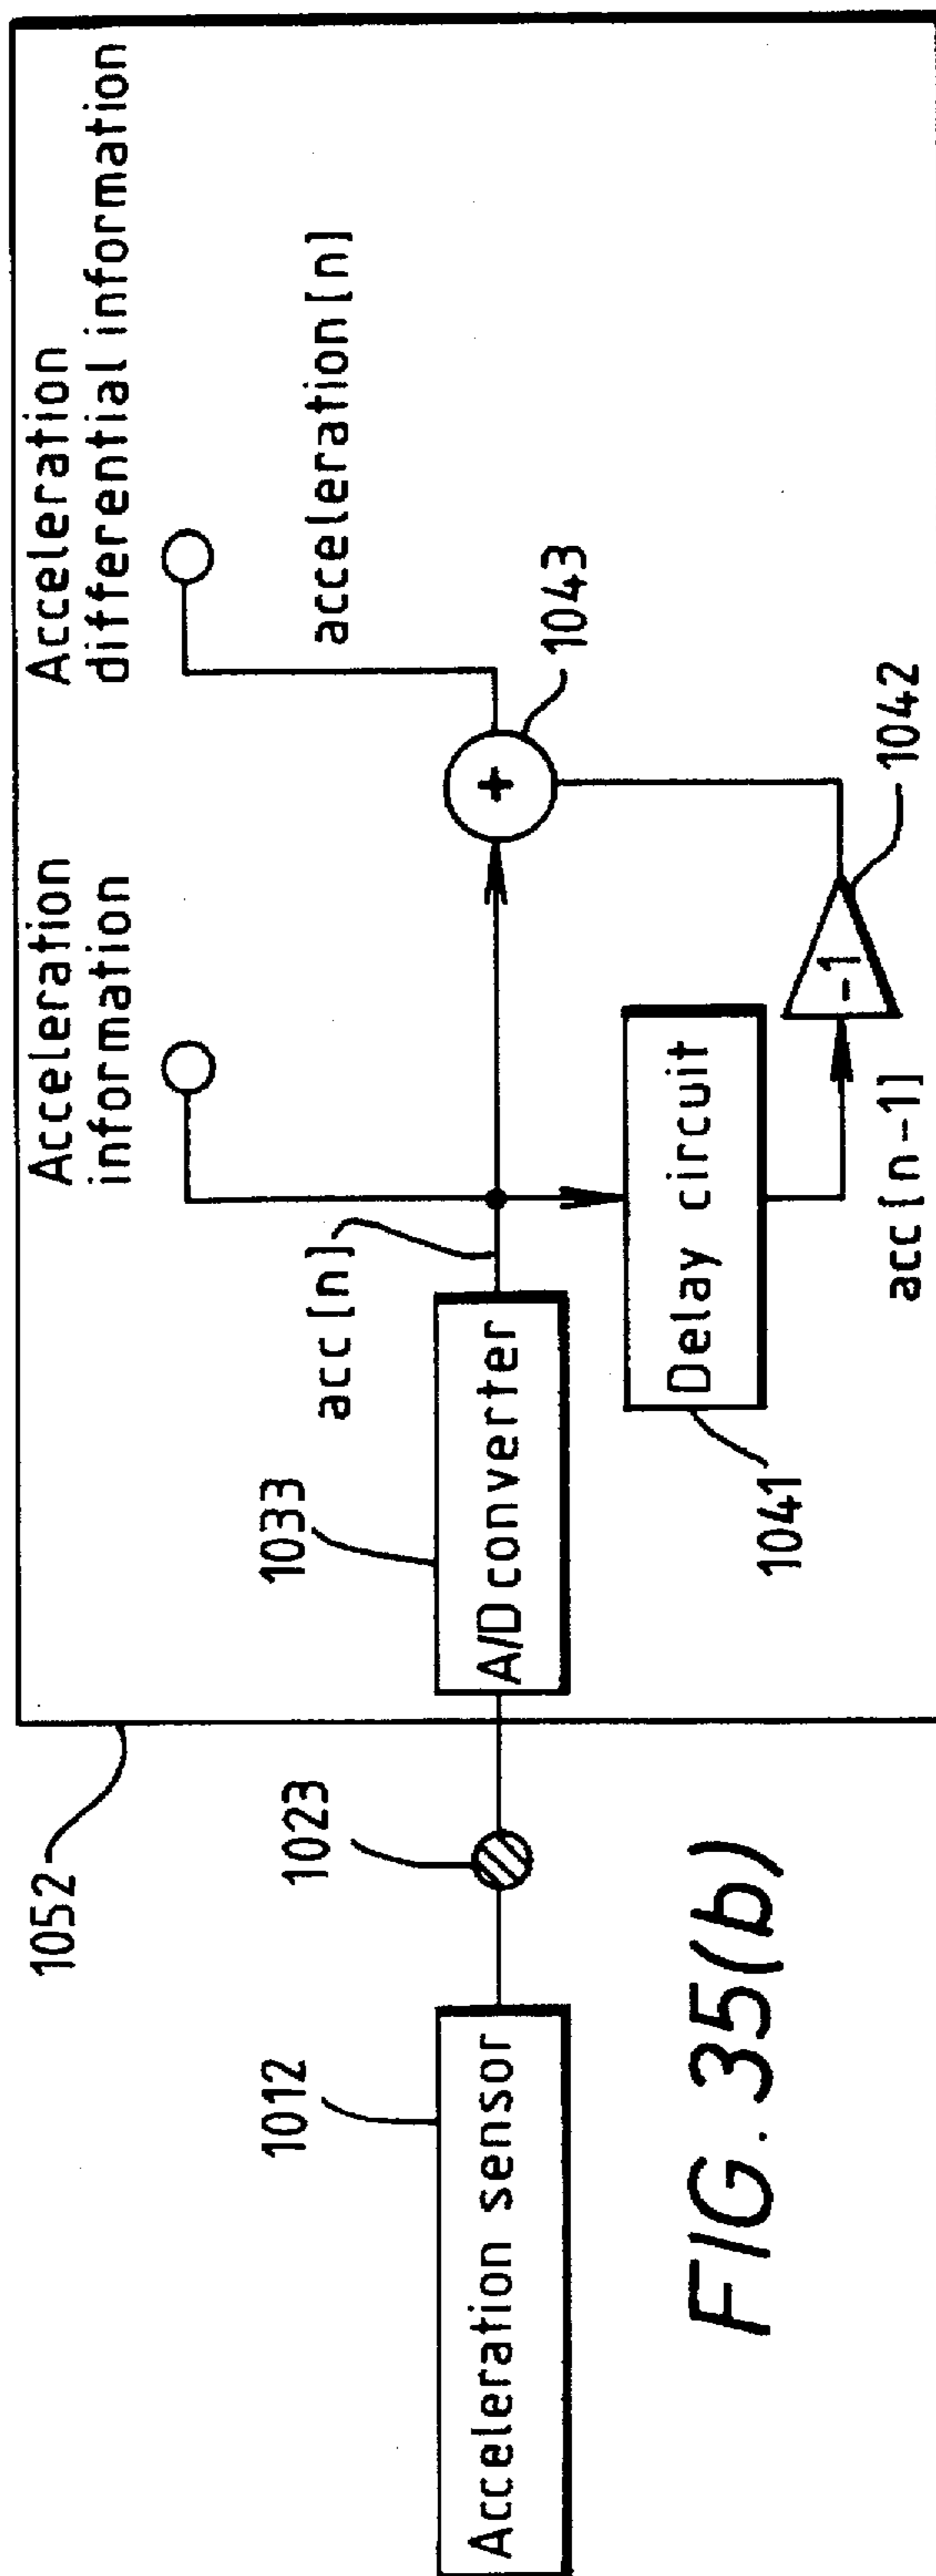 Acceleration
information
Acceleration
differential information
1052
acc[n]
acceleration[n]
1012
1023
1033
Acceleration sensor
A/D converter
+
1043
Delay circuit
-1
1041
acc[n-1]
1042
FIG. 35(b)